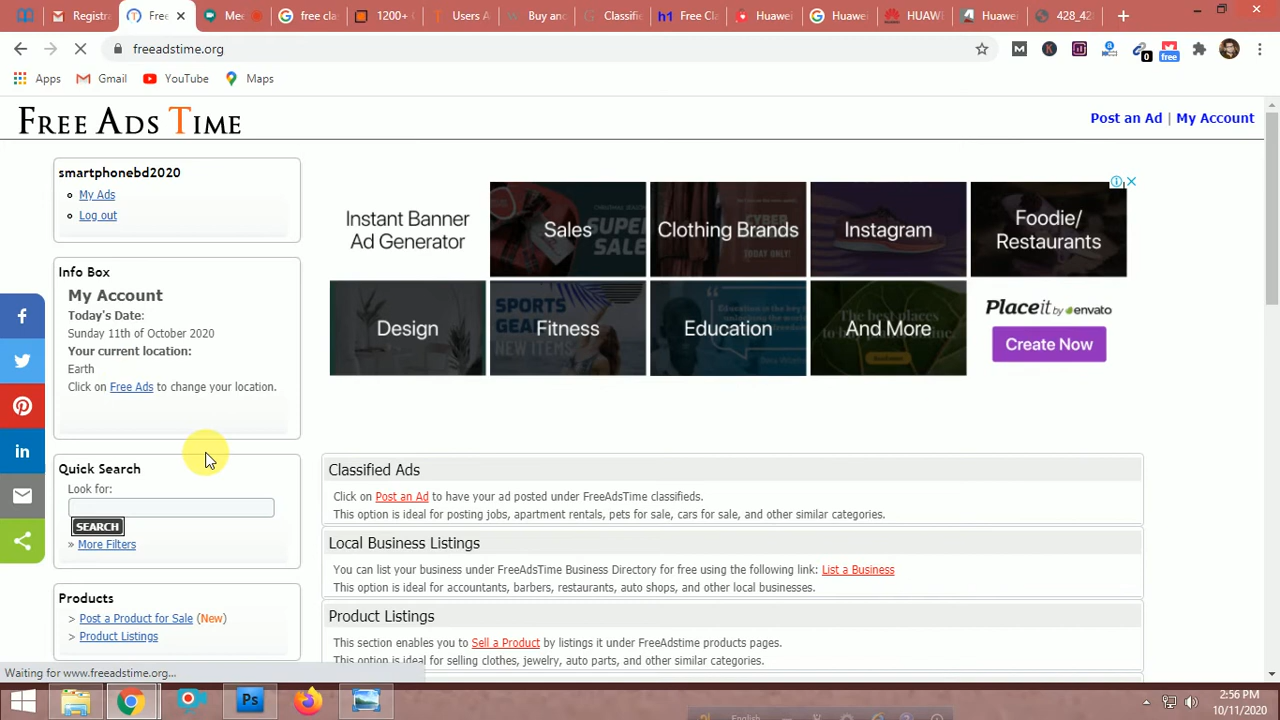 Registra
Free
Mee
free clas
1200+ C
Users A
Buy an
Classifie
Free Cla
Huawei
Huawe
HUAW
Huawe
428_42
freeadstime.org
0
free
Apps
Gmail
YouTube
Maps
FREE ADS TIME
Post an Ad | My Account
smartphonebd2020
My Ads
Log out
Info Box
My Account
Today's Date:
Sunday 11th of October 2020
Your current location:
Earth
Click on Free Ads to change your location.
Quick Search
Look for:
SEARCH
» More Filters
Products
> Post a Product for Sale (New)
> Product Listings
Instant Banner
Ad Generator
Sales
Clothing Brands
Instagram
Foodie/
Restaurants
Design
Fitness
Education
And More
Placeit by envato
Create Now
Classified Ads
Click on Post an Ad to have your ad posted under FreeAdsTime classifieds.
This option is ideal for posting jobs, apartment rentals, pets for sale, cars for sale, and other similar categories.
Local Business Listings
You can list your business under FreeAdsTime Business Directory for free using the following link: List a Business
This option is ideal for accountants, barbers, restaurants, auto shops, and other local businesses.
Product Listings
This section enables you to Sell a Product by listings it under FreeAdstime products pages.
This option is ideal for selling clothes, jewelry, auto parts, and other similar categories.
Waiting for www.freeadstime.org...
English
2:56 PM
10/11/2020